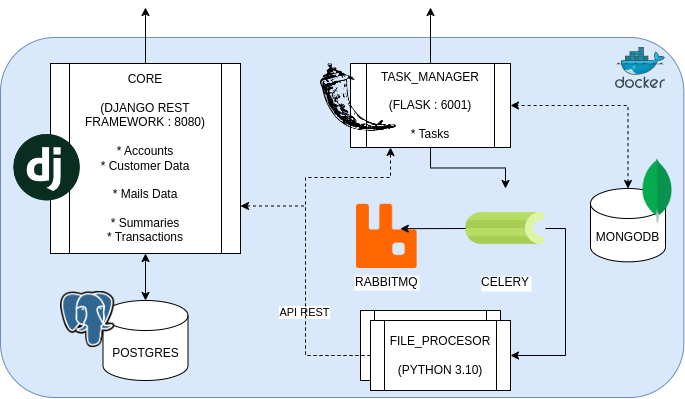 CORE
(DJANGO REST
FRAMEWORK : 8080)
* Accounts
* Customer Data
* Mails Data
* Summaries
* Transactions
dj
POSTGRES
TASK_MANAGER
(FLASK : 6001)
* Tasks
docker
MONGODB
RABBITMQ
CELERY
API REST
FILE_PROCESOR
(PYTHON 3.10)